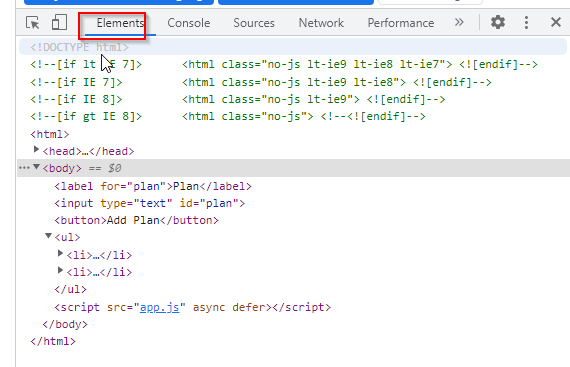 Elements Console Sources Network Performance »
<!DOCTYPE html>
<!--[if lt IE 7]> <html class="no-js lt-ie9 lt-ie8 lt-ie7"> <![endif]-->
<!--[if IE 7]> <html class="no-js lt-ie9 lt-ie8"> <![endif]-->
<!--[if IE 8]> <html class="no-js lt-ie9"> <![endif]-->
<!--[if gt IE 8]> <html class="no-js"> <!--<![endif]-->
<html>
<head>…</head>
<body> == $0
<label for="plan">Plan</label>
<input type="text" id="plan">
<button>Add Plan</button>
<ul>
<li>…</li>
<li>…</li>
</ul>
<script src="app.js" async defer></script>
</body>
</html>